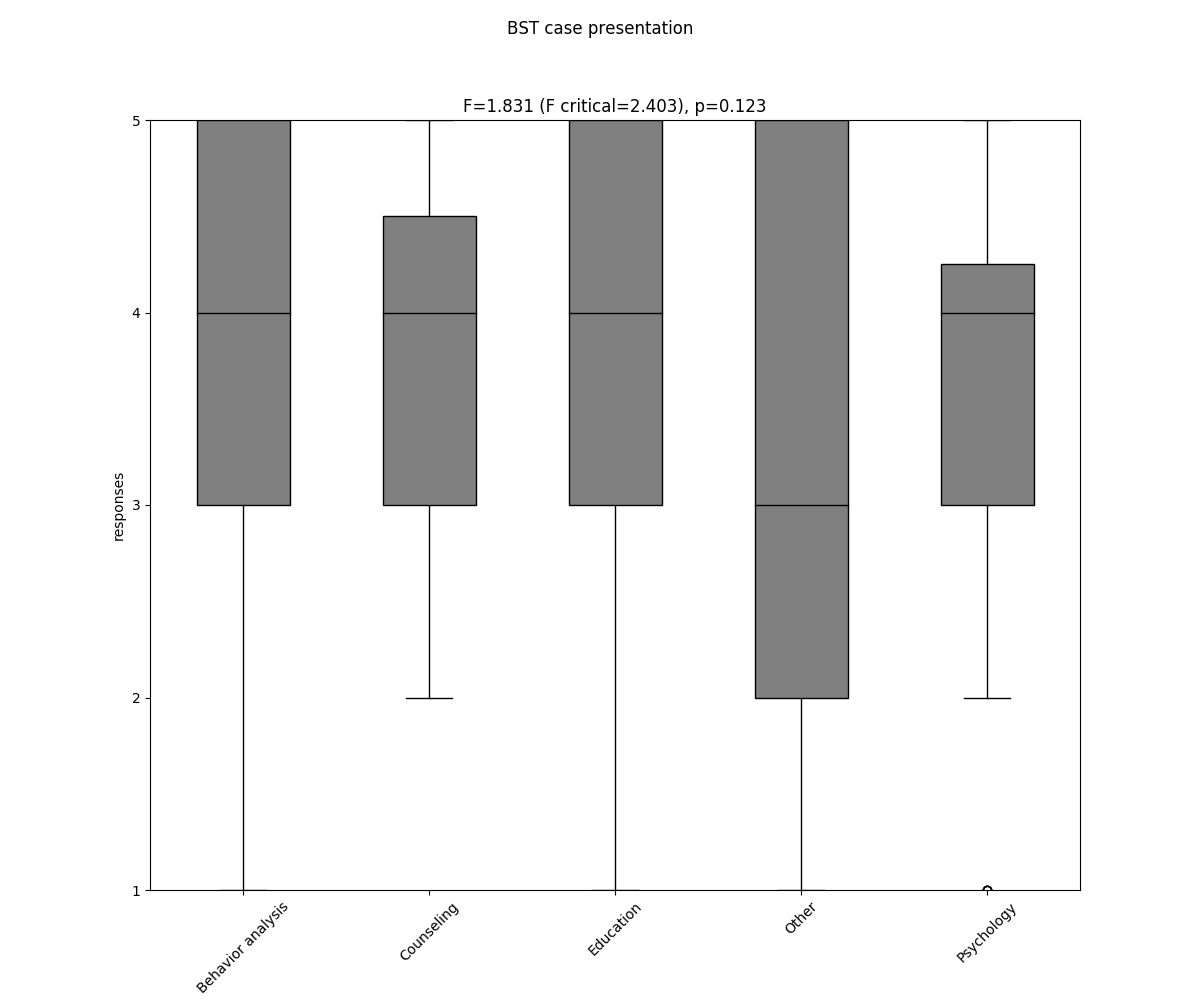 BST case presentation
F=1.831 (F critical=2.403), p=0.123
5
4
3
2
1
responses
Behavior analysis
Counseling
Education
Other
Psychology